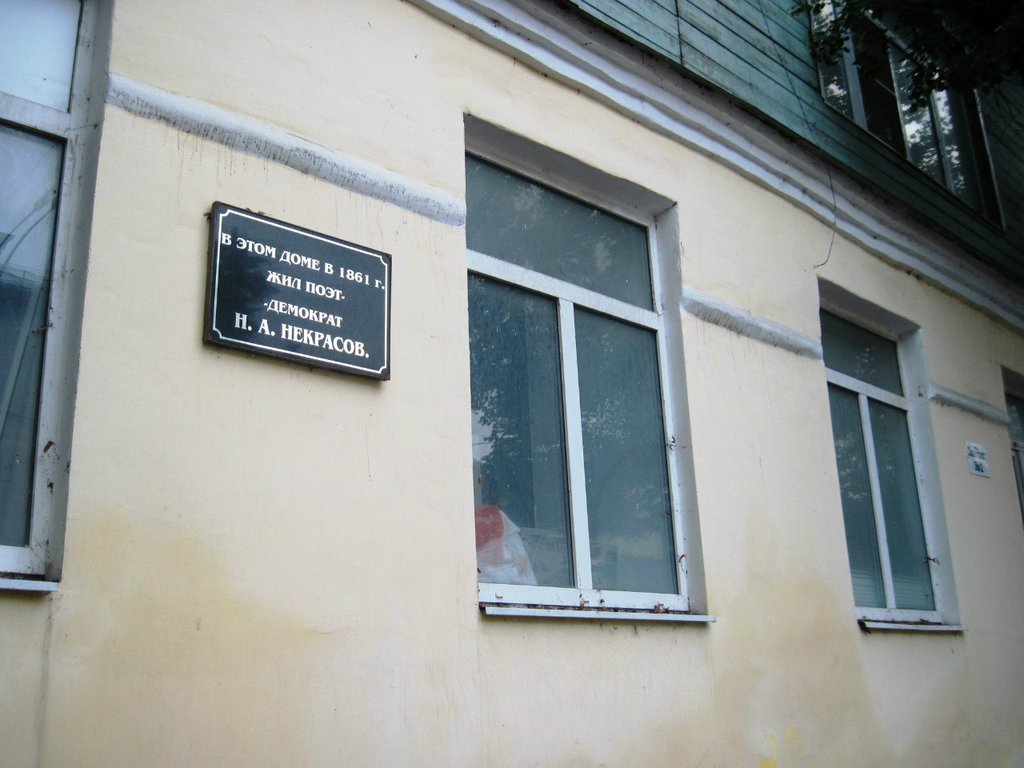 В ЭТОМ ДОМЕ В 1861 г.
ЖИЛ ПОЭТ-
-ДЕМОКРАТ
Н. А. НЕКРАСОВ.